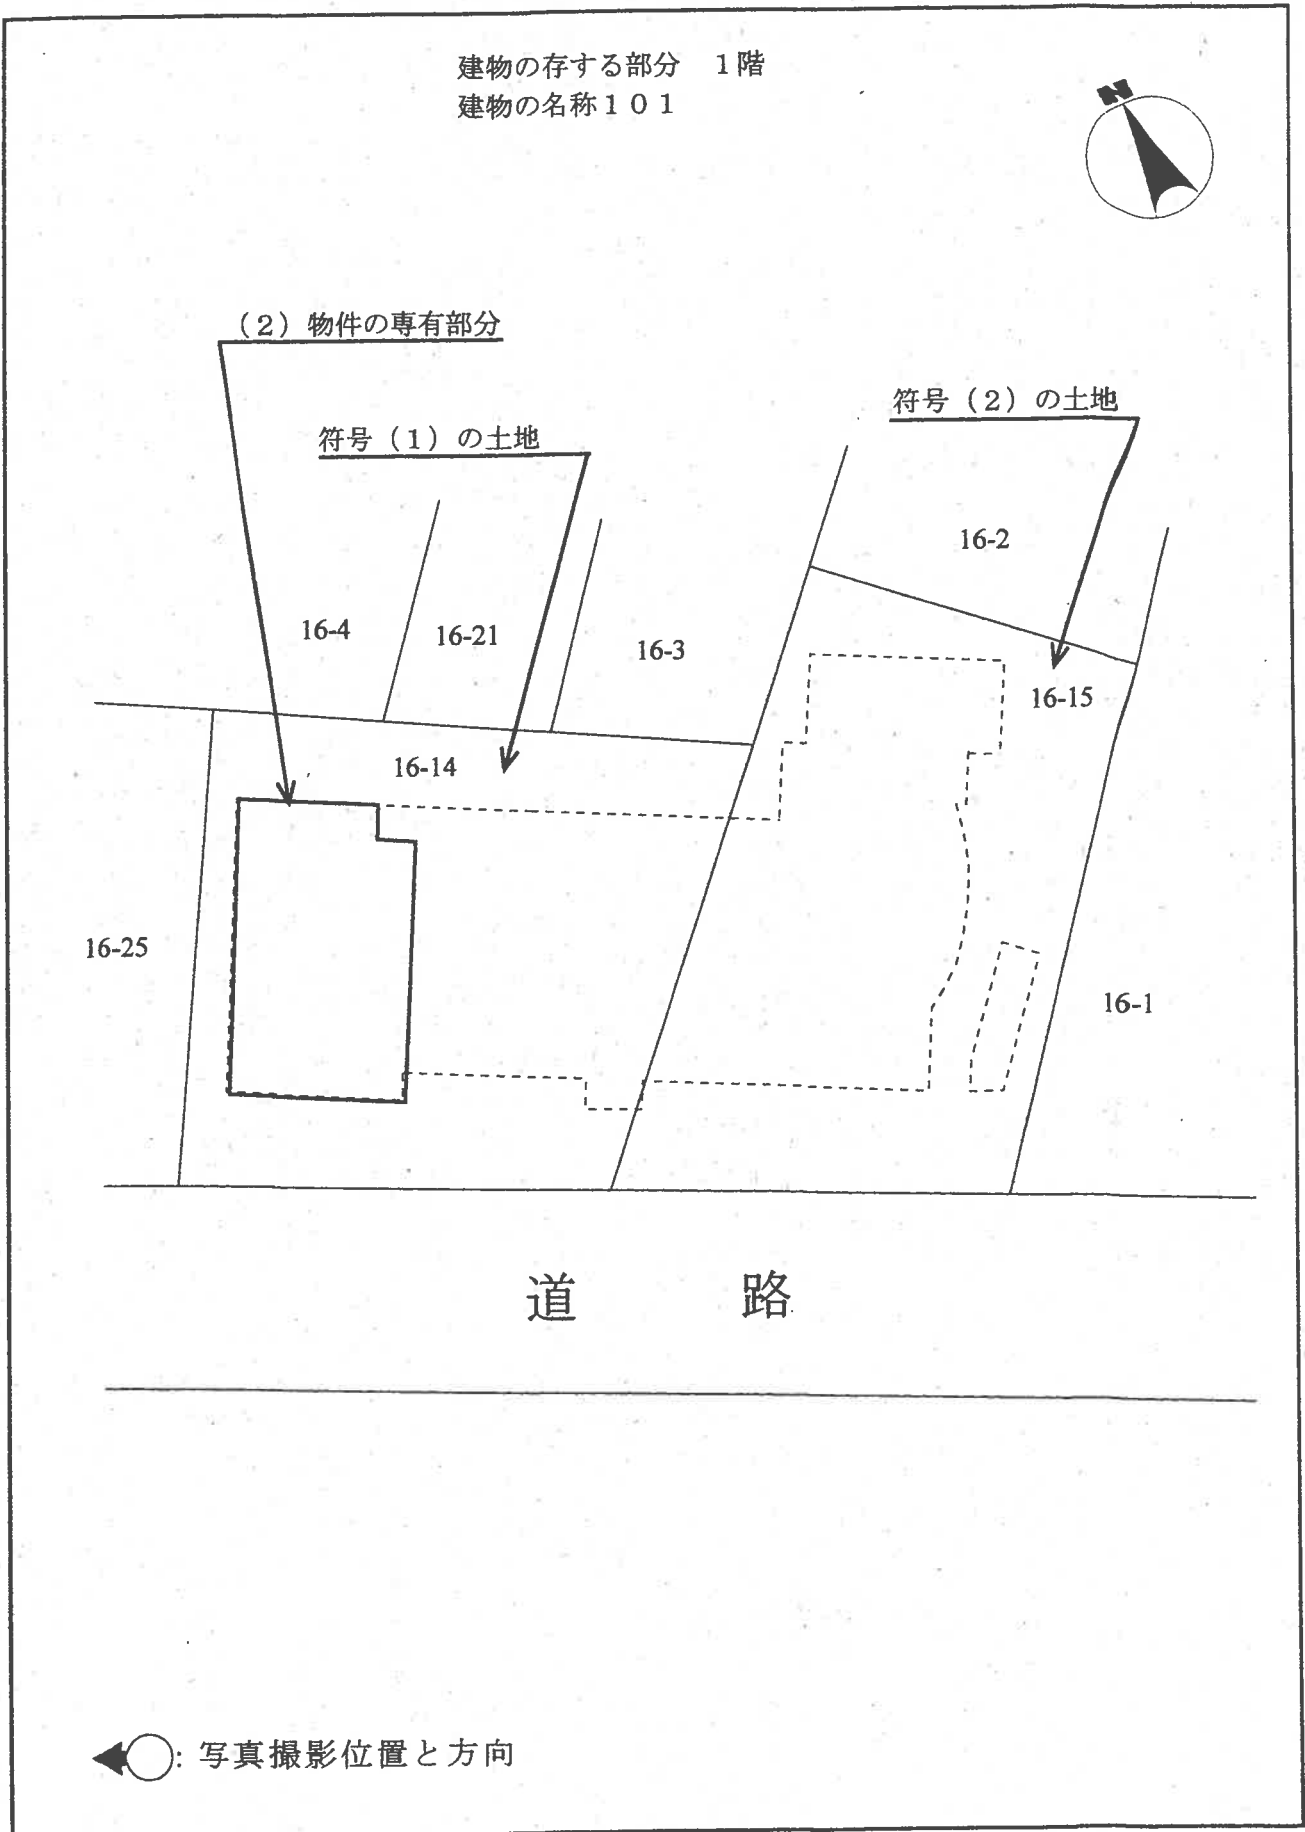 建物の存する部分　1階
建物の名称１０１
N
（２）物件の専有部分
符号（２）の土地
符号（１）の土地
16-2
16-4
16-21
16-3
16-15
16-14
16-25
16-1
道　路
: 写真撮影位置と方向